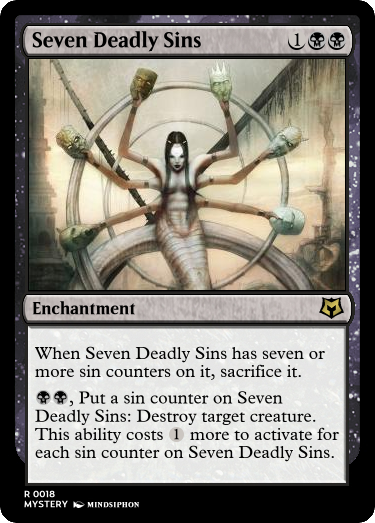 Seven Deadly Sins 1
Enchantment
When Seven Deadly Sins has seven or
more sin counters on it, sacrifice it.
, Put a sin counter on Seven
Deadly Sins: Destroy target creature.
This ability costs 1 more to activate for
each sin counter on Seven Deadly Sins.
R 0018
MYSTERY MINDSIPHON